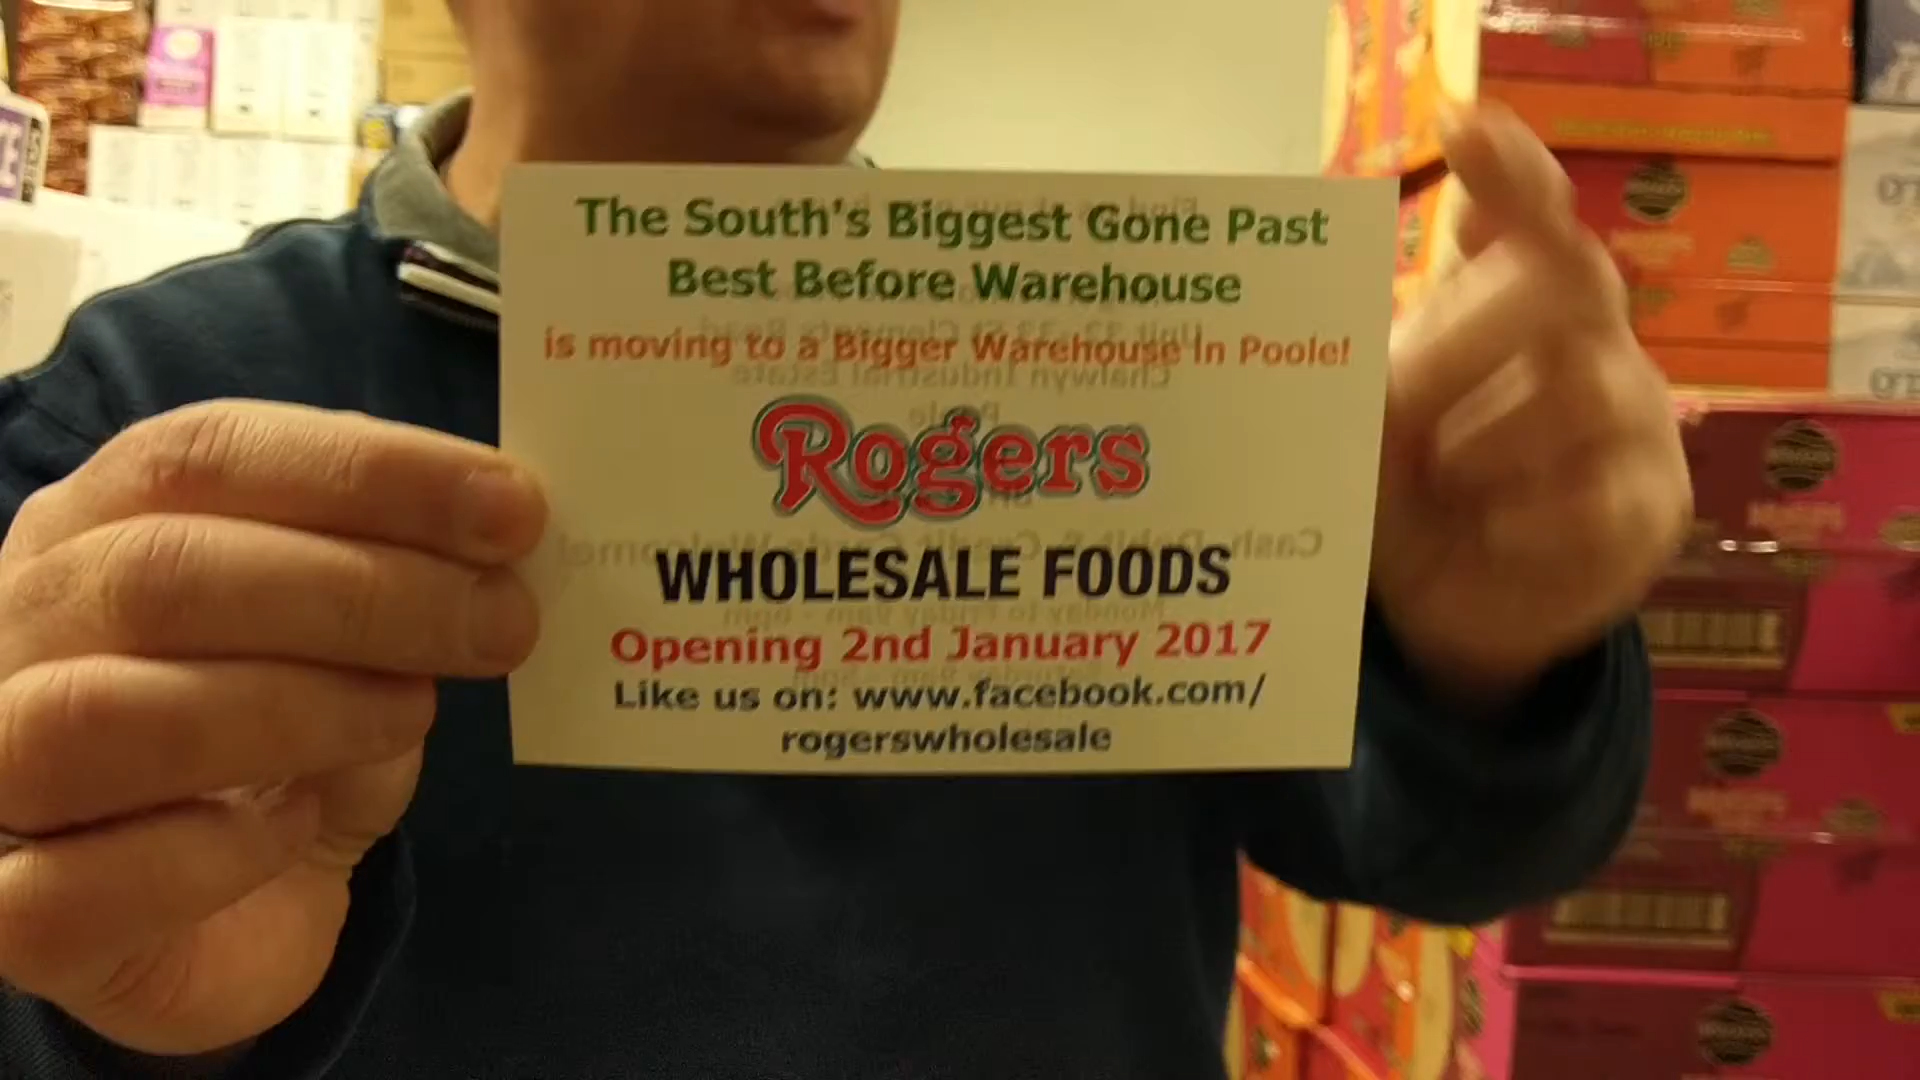 The South's Biggest Gone Past
Best Before Warehouse
is moving to a Bigger Warehouse In Poole!
Rogers
WHOLESALE FOODS
Opening 2nd January 2017
Like us on: www.facebook.com/
rogerswholesale